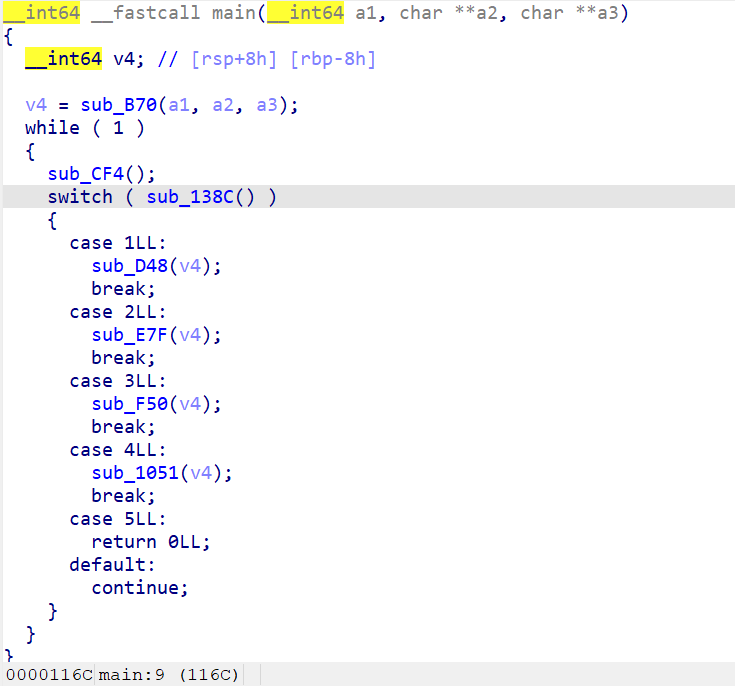 __int64 __fastcall main(__int64 a1, char **a2, char **a3)
{
  __int64 v4; // [rsp+8h] [rbp-8h]

  v4 = sub_B70(a1, a2, a3);
  while ( 1 )
  {
    sub_CF4();
    switch ( sub_138C() )
    {
      case 1LL:
        sub_D48(v4);
        break;
      case 2LL:
        sub_E7F(v4);
        break;
      case 3LL:
        sub_F50(v4);
        break;
      case 4LL:
        sub_1051(v4);
        break;
      case 5LL:
        return 0LL;
      default:
        continue;
    }
  }
}
0000116C main:9 (116C)